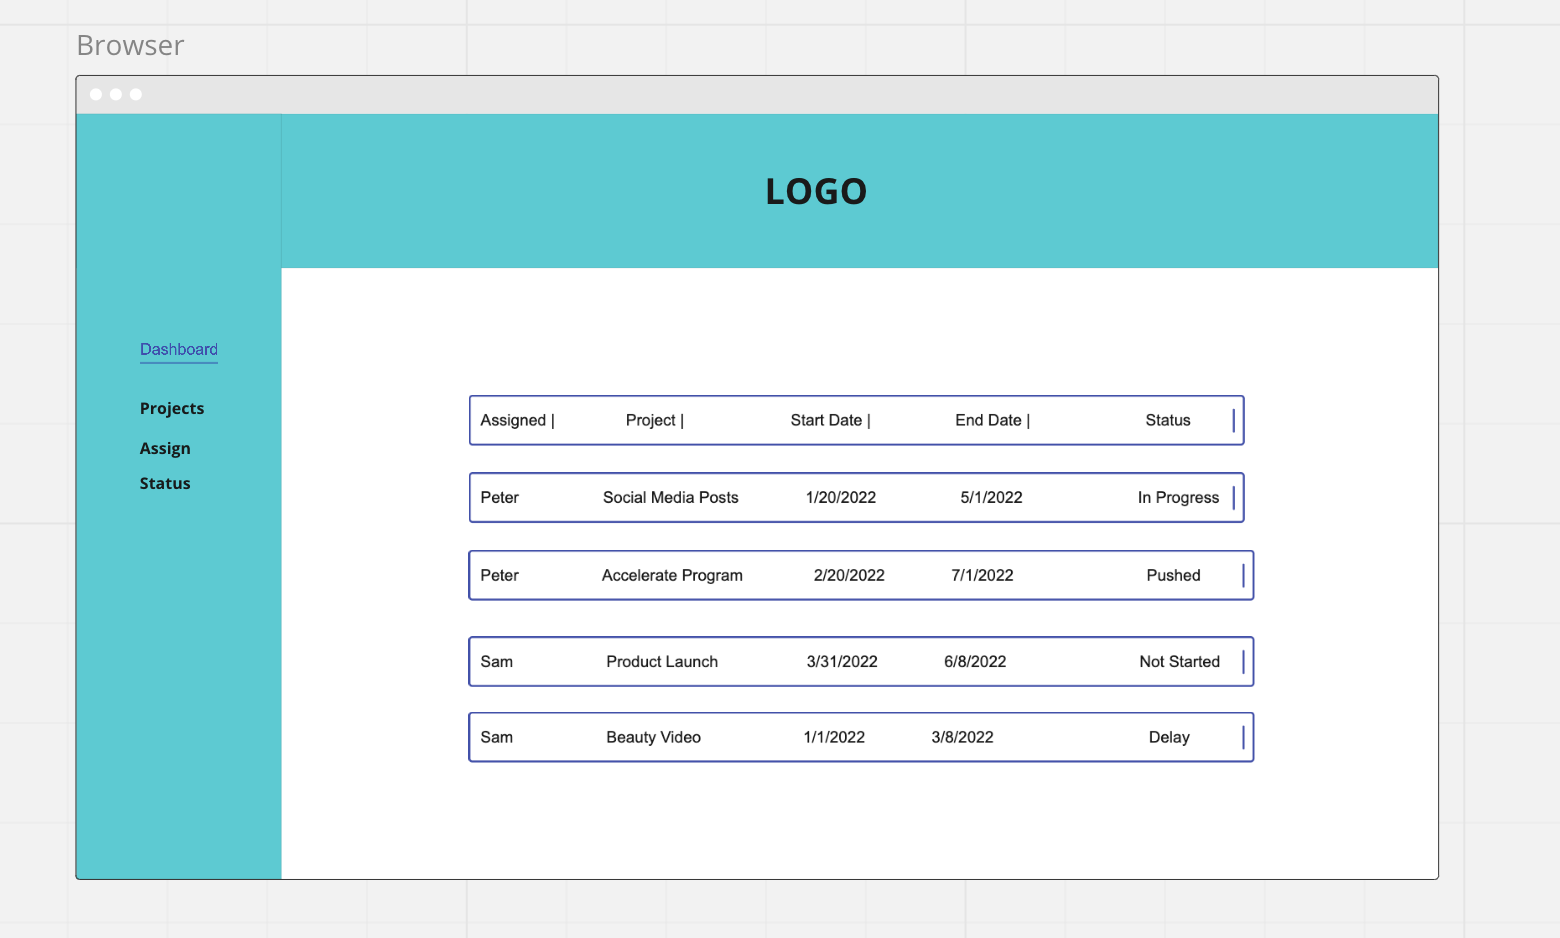 Browser
LOGO
Dashboard
Projects
Assign
Status
Assigned | Project | Start Date | End Date | Status
Peter Social Media Posts 1/20/2022 5/1/2022 In Progress
Peter Accelerate Program 2/20/2022 7/1/2022 Pushed
Sam Product Launch 3/31/2022 6/8/2022 Not Started
Sam Beauty Video 1/1/2022 3/8/2022 Delay